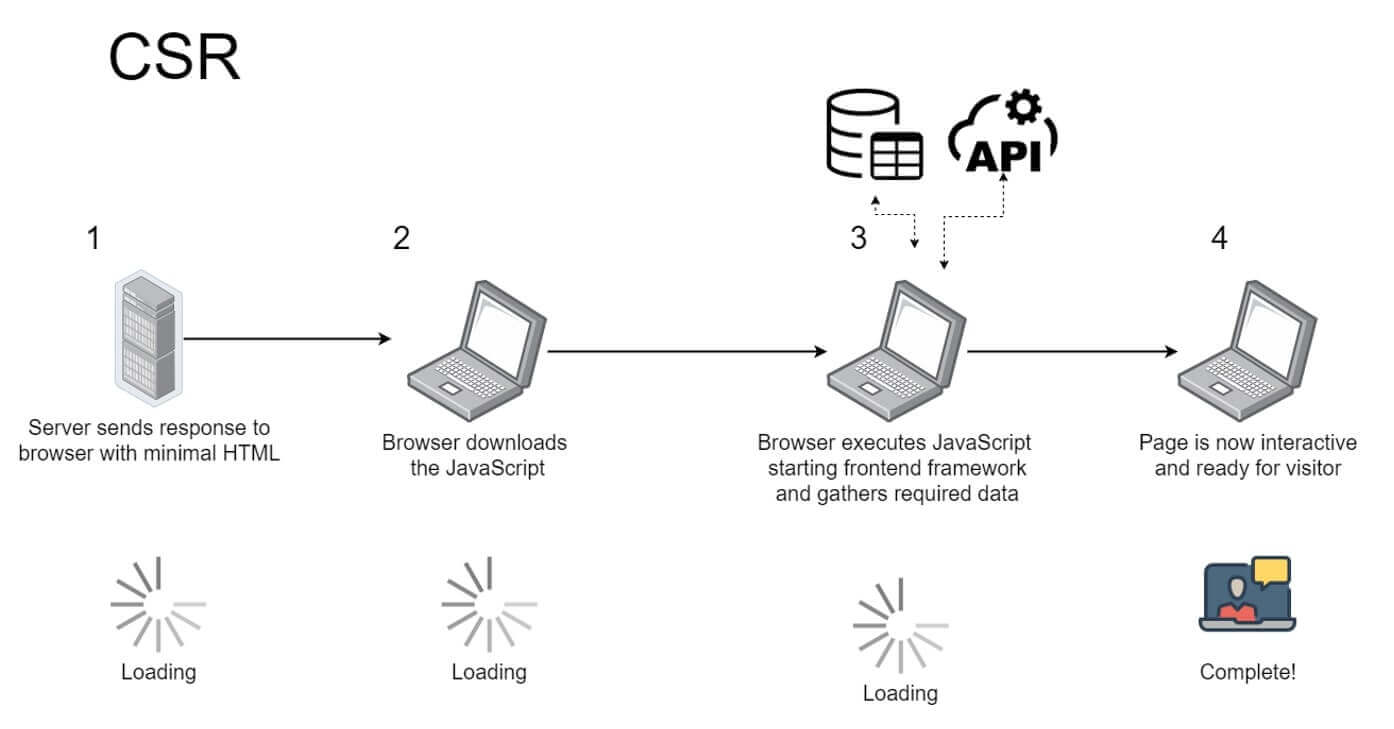 CSR
API
1
2
3
4
Server sends response to
browser with minimal HTML
Browser downloads
the JavaScript
Browser executes JavaScript
starting frontend framework
and gathers required data
Page is now interactive
and ready for visitor
Loading
Loading
Loading
Complete!